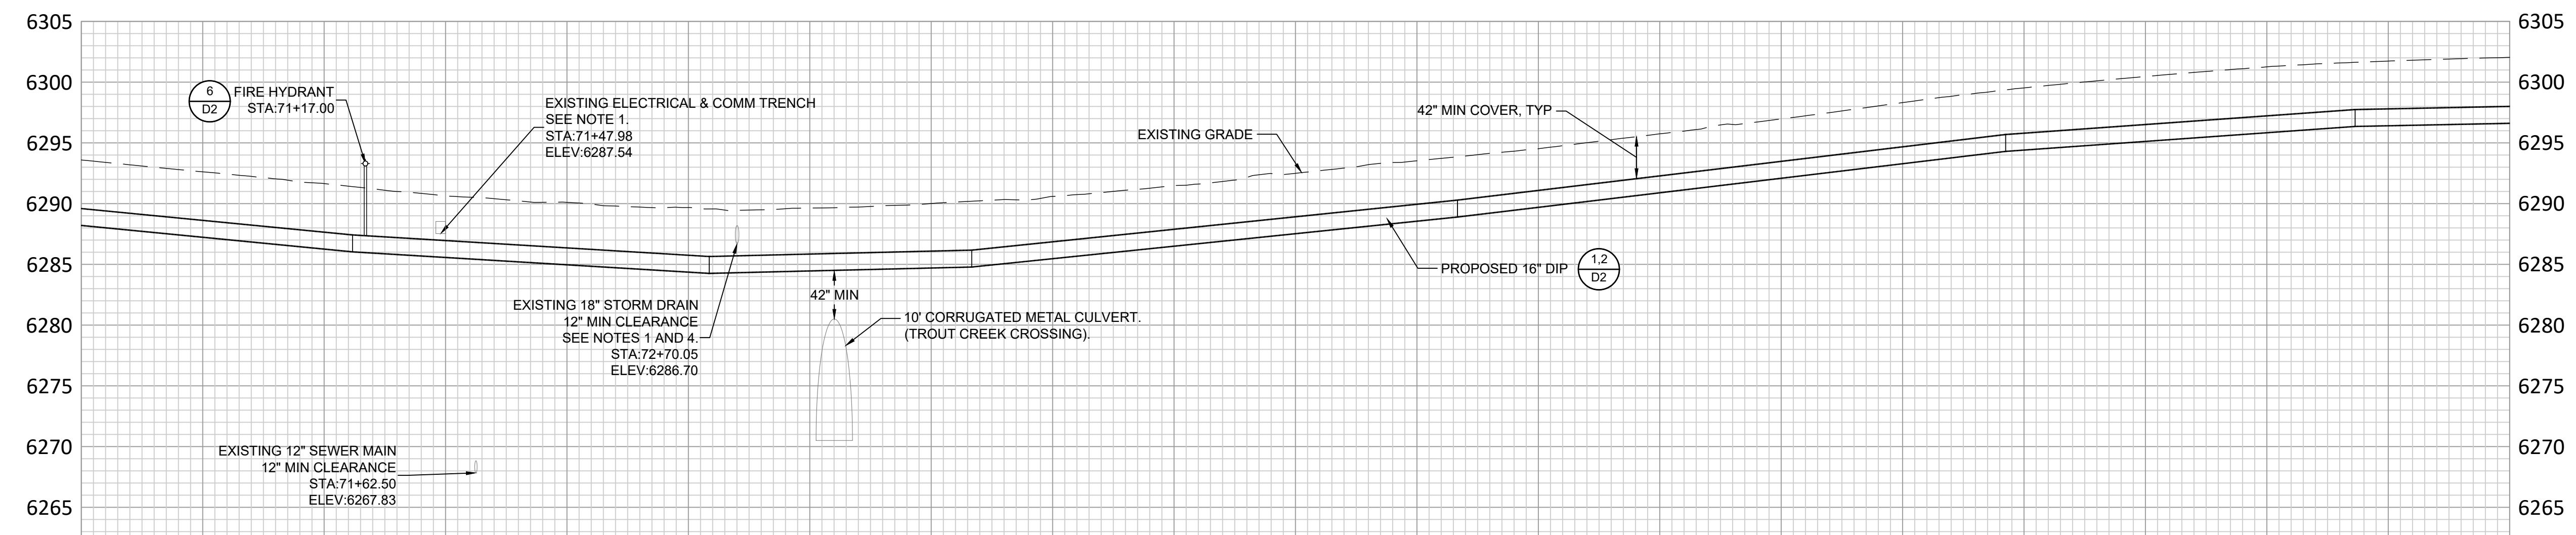 6305
6300
6295
6290
6285
6280
6275
6270
6265
6
D2
FIRE HYDRANT
STA:71+17.00
EXISTING ELECTRICAL & COMM TRENCH
SEE NOTE 1.
STA:71+47.98
ELEV:6287.54
EXISTING GRADE
42" MIN COVER, TYP
PROPOSED 16" DIP
1,2
D2
42" MIN
EXISTING 18" STORM DRAIN
12" MIN CLEARANCE
SEE NOTES 1 AND 4.
STA:72+70.05
ELEV:6286.70
10' CORRUGATED METAL CULVERT.
(TROUT CREEK CROSSING).
EXISTING 12" SEWER MAIN
12" MIN CLEARANCE
STA:71+62.50
ELEV:6267.83
6305
6300
6295
6290
6285
6280
6275
6270
6265